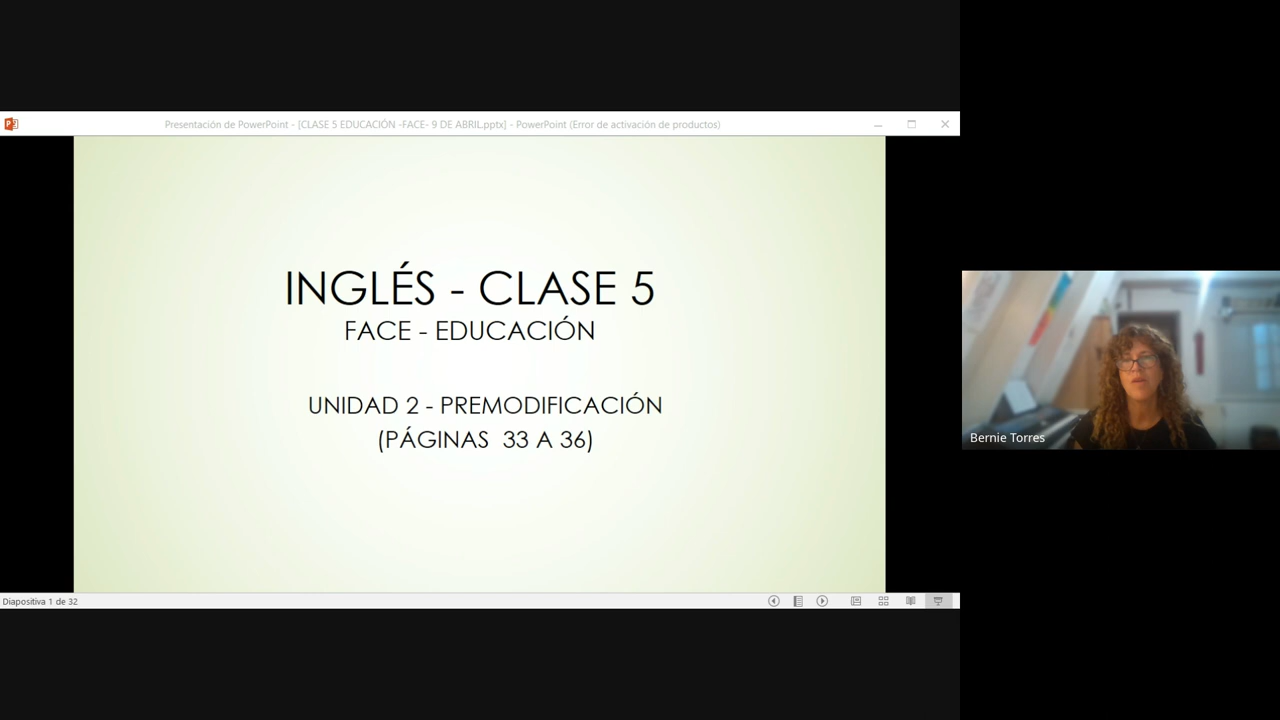 Presentación de PowerPoint - [CLASE 5 EDUCACIÓN -FACE- 9 DE ABRIL.pptx] - PowerPoint (Error de activación de productos)
INGLÉS - CLASE 5
FACE - EDUCACIÓN
UNIDAD 2 - PREMODIFICACIÓN
(PÁGINAS 33 A 36)
Bernie Torres
Diapositiva 1 de 32